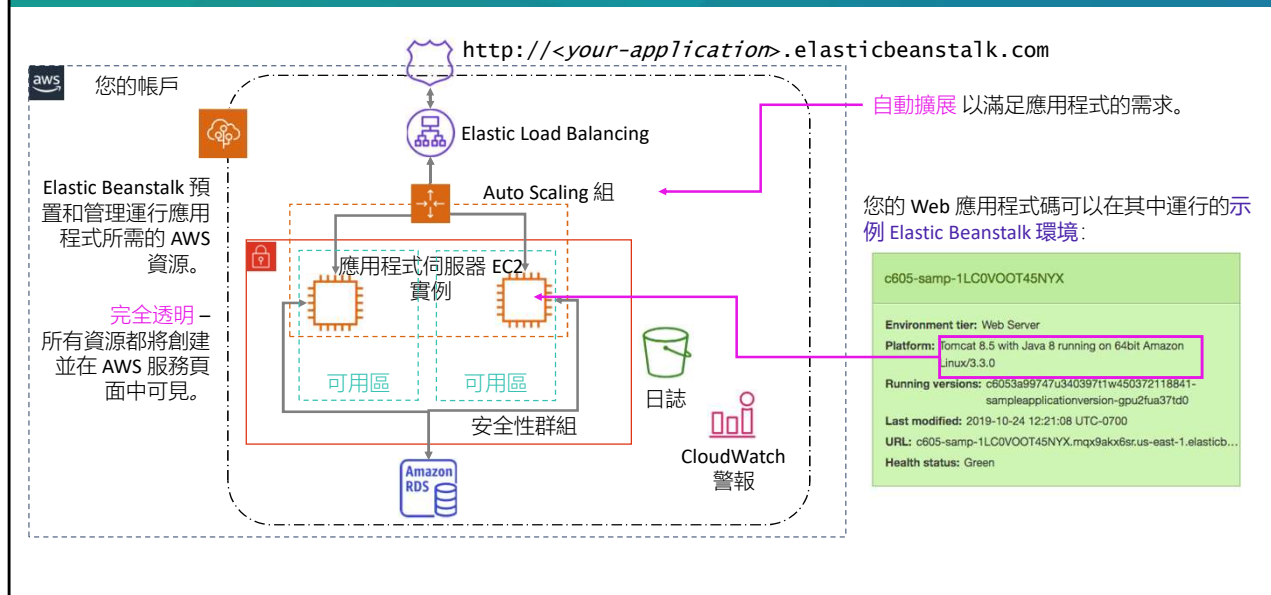 http://<your-application>.elasticbeanstalk.com
aws
您的帳戶
自動擴展 以滿足應用程式的需求。
Elastic Load Balancing
Elastic Beanstalk 預
置和管理運行應用
程式所需的 AWS
資源。
Auto Scaling 組
您的 Web 應用程式碼可以在其中運行的示
例 Elastic Beanstalk 環境:
應用程式伺服器 EC2
實例
c605-samp-1LC0VOOT45NYX
完全透明 –
所有資源都將創建
並在 AWS 服務頁
面中可見。
Environment tier: Web Server
Platform: Tomcat 8.5 with Java 8 running on 64bit Amazon
Linux/3.3.0
Running versions: c6053a99747u340397t1w450372118841-
sampleapplicationversion-gpu2fua37td0
Last modified: 2019-10-24 12:21:08 UTC-0700
URL: c605-samp-1LC0VOOT45NYX.mqx9akx6sr.us-east-1.elasticb...
Health status: Green
可用區
可用區
日誌
安全性群組
CloudWatch
警報
Amazon
RDS